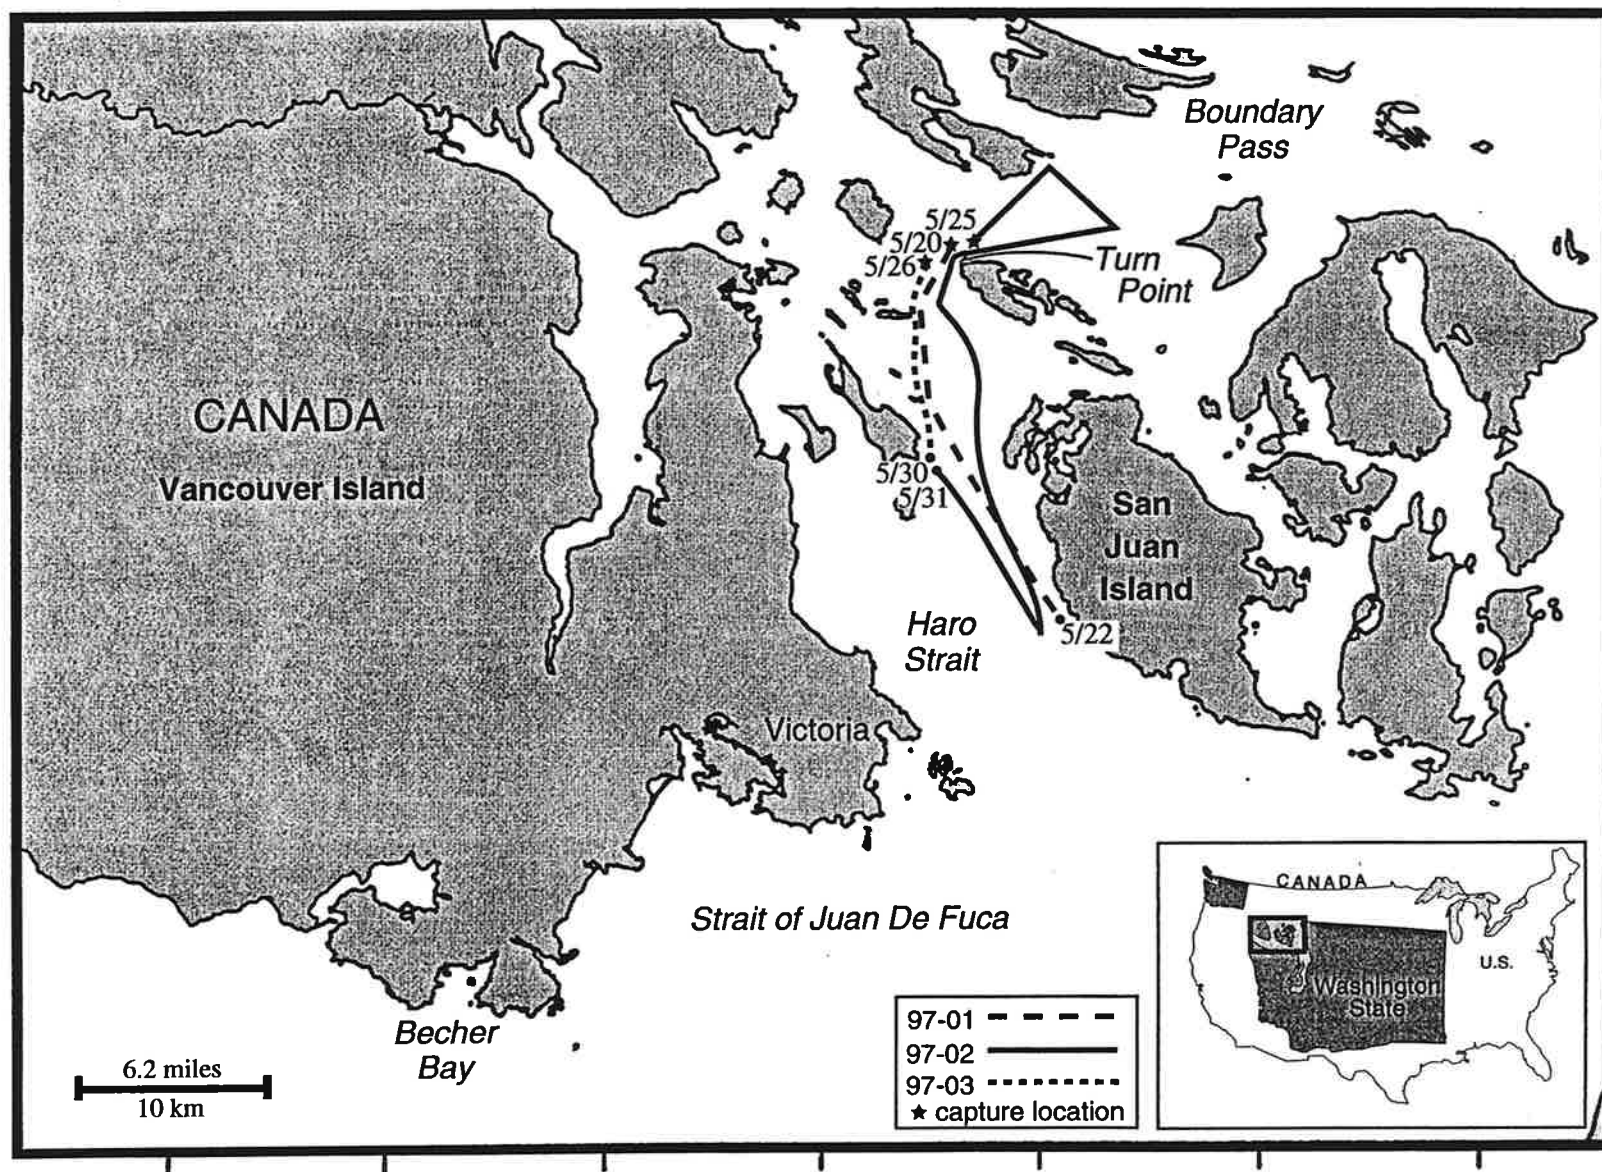 Boundary
Pass
5/25
5/20
5/26
Turn
Point
CANADA
Vancouver Island
5/30
5/31
San
Juan
Island
Haro
Strait
5/22
Victoria
Strait of Juan De Fuca
Becher
Bay
6.2 miles
10 km
97-01
97-02
97-03
★ capture location
CANADA
U.S.
Washington
State